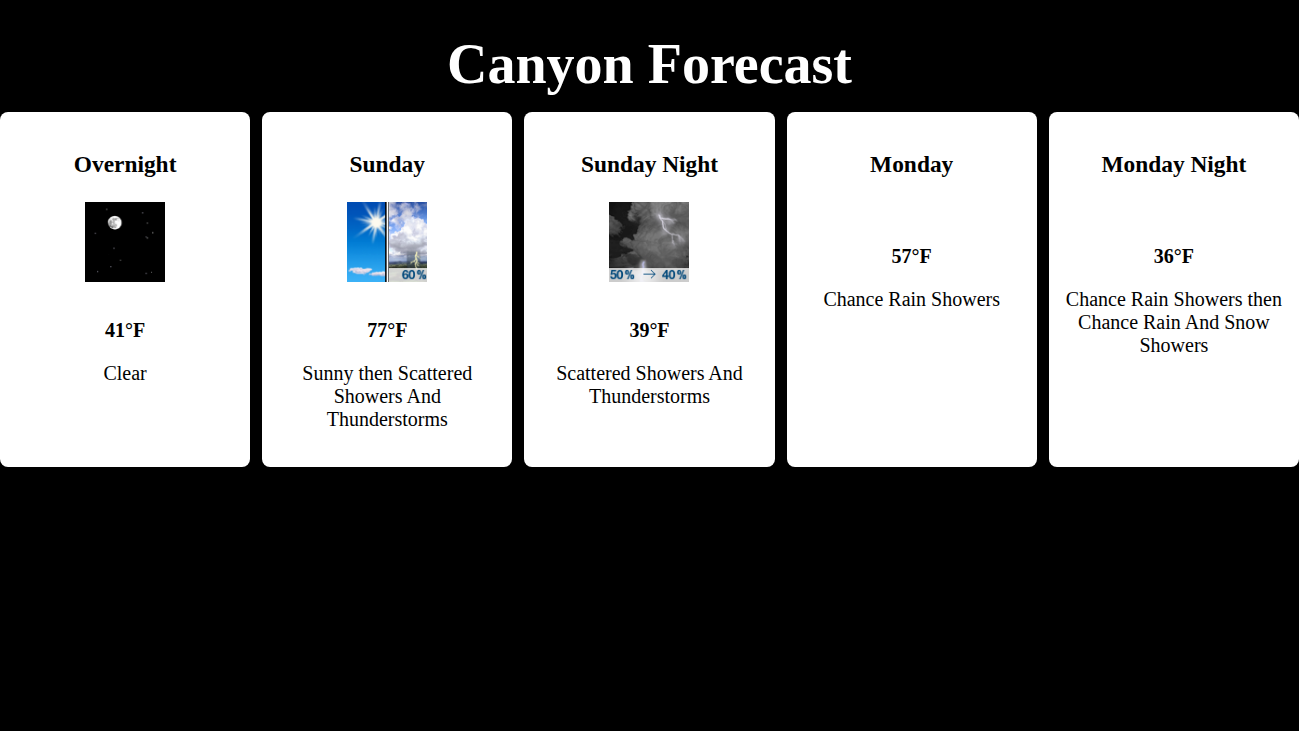 Canyon Forecast
Overnight
41°F
Clear
Sunday
60%
77°F
Sunny then Scattered
Showers And
Thunderstorms
Sunday Night
50% → 40%
39°F
Scattered Showers And
Thunderstorms
Monday
57°F
Chance Rain Showers
Monday Night
36°F
Chance Rain Showers then
Chance Rain And Snow
Showers